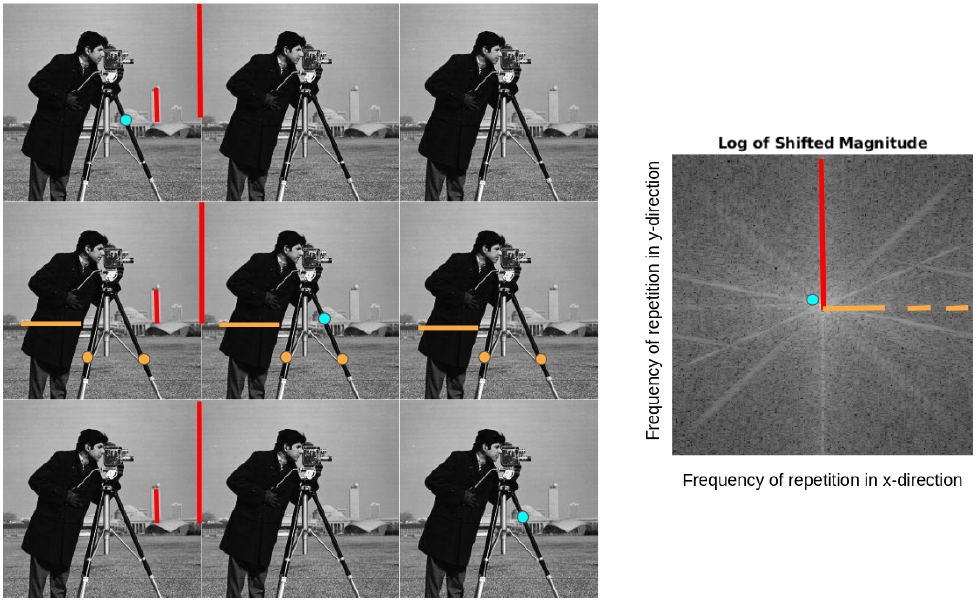 Log of Shifted Magnitude
Frequency of repetition in y-direction
Frequency of repetition in x-direction